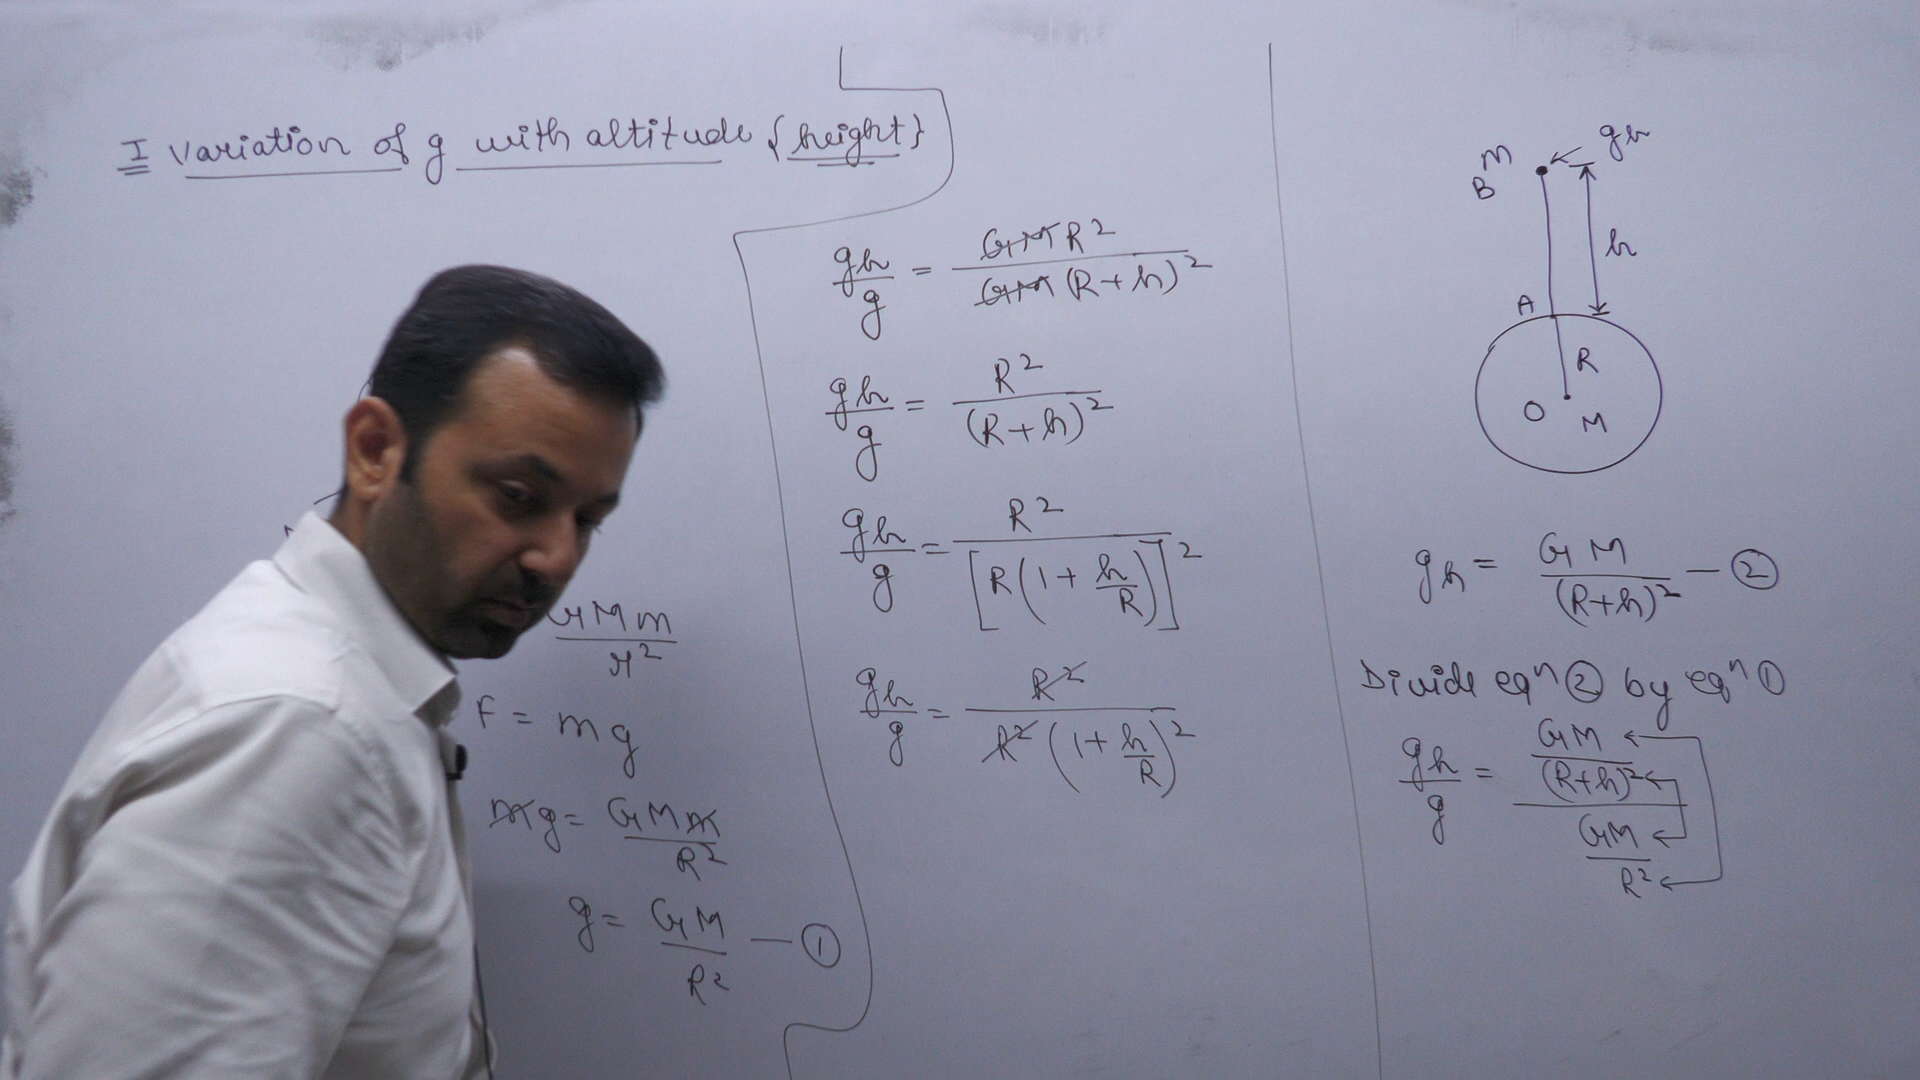 I Variation of g with altitude {height}
GMm/r²
F = mg
mg = GMm/R²
g = GM/R² — ①
gh/g = GMR²/GM(R+h)²
gh/g = R²/(R+h)²
gh/g = R²/[R(1+h/R)]²
gh/g = R²/R²(1+h/R)²
m
B
gh
h
A
R
O
M
gh = GM/(R+h)² — ②
Divide eqⁿ ② by eqⁿ ①
gh/g = GM/(R+h)² / GM/R²